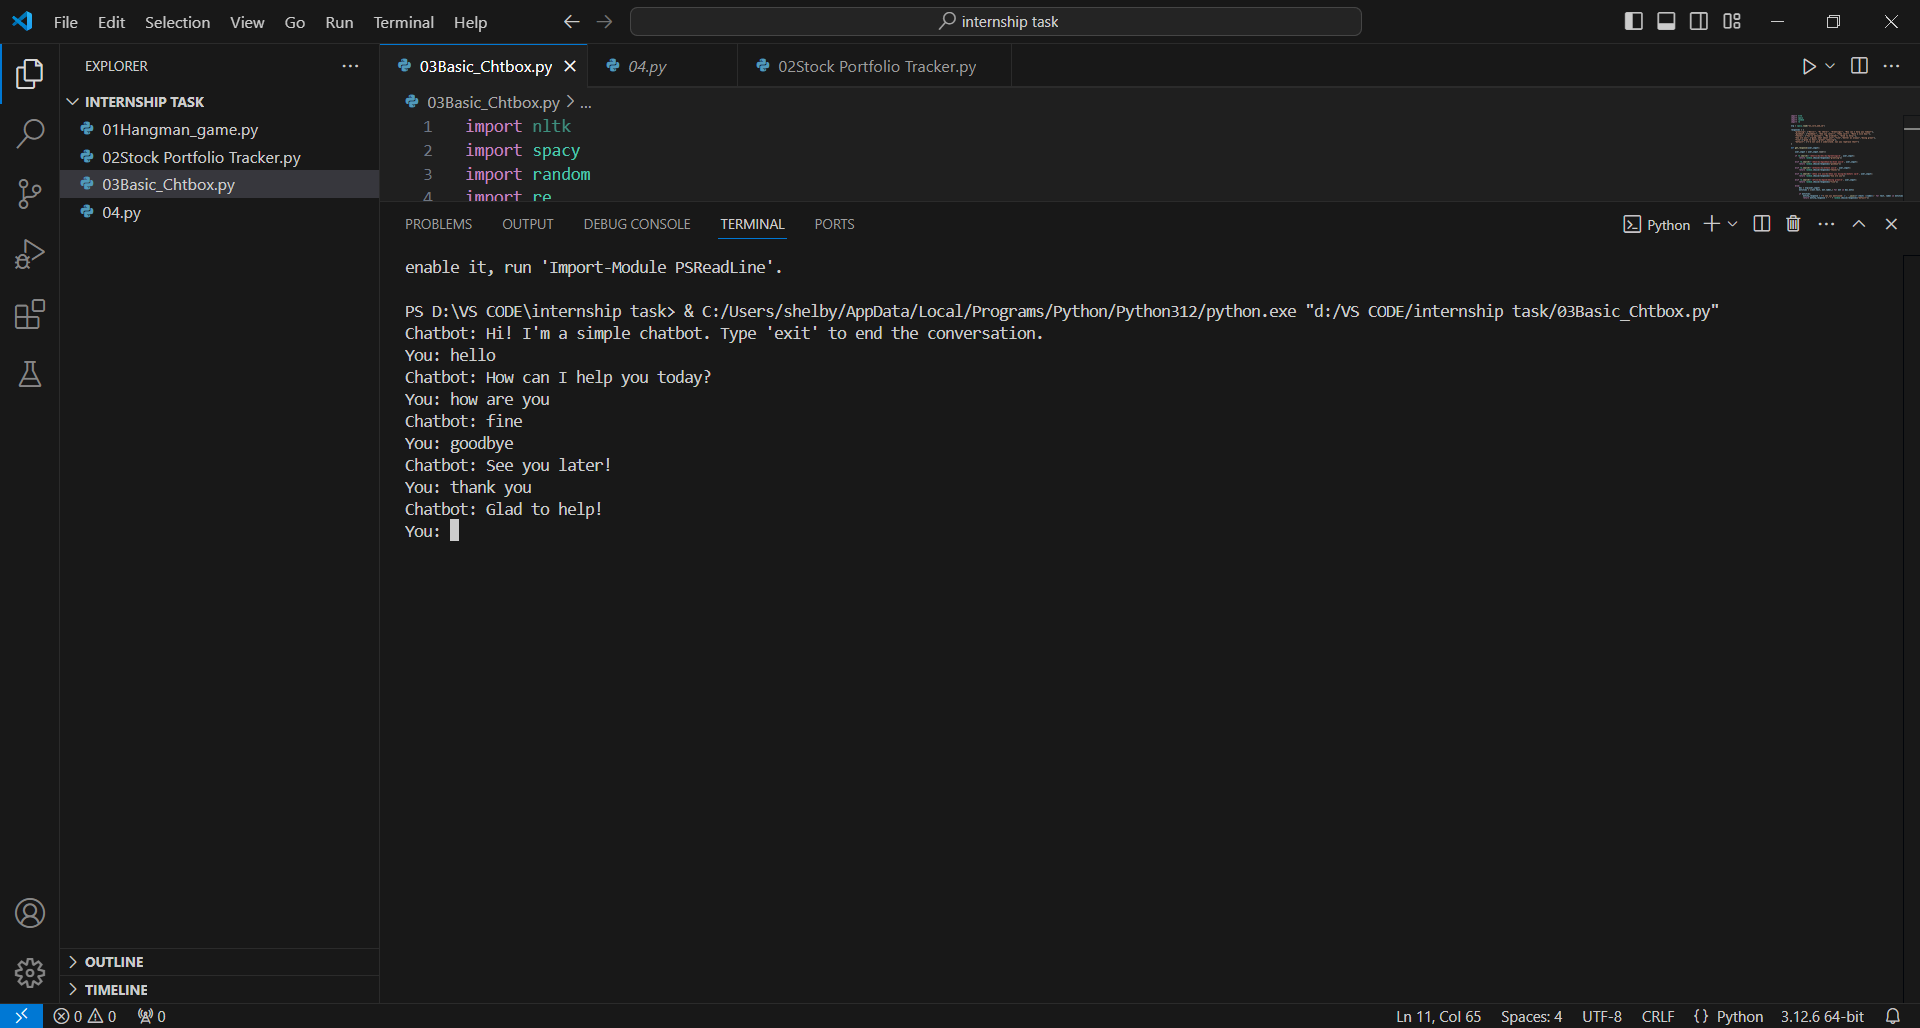 File Edit Selection View Go Run Terminal Help
internship task
EXPLORER
INTERNSHIP TASK
01Hangman_game.py
02Stock Portfolio Tracker.py
03Basic_Chtbox.py
04.py
OUTLINE
TIMELINE
03Basic_Chtbox.py 04.py 02Stock Portfolio Tracker.py
03Basic_Chtbox.py > ...
1 import nltk
2 import spacy
3 import random
4 import re
PROBLEMS OUTPUT DEBUG CONSOLE TERMINAL PORTS
Python
enable it, run 'Import-Module PSReadLine'.
PS D:\VS CODE\internship task> & C:/Users/shelby/AppData/Local/Programs/Python/Python312/python.exe "d:/VS CODE/internship task/03Basic_Chtbox.py"
Chatbot: Hi! I'm a simple chatbot. Type 'exit' to end the conversation.
You: hello
Chatbot: How can I help you today?
You: how are you
Chatbot: fine
You: goodbye
Chatbot: See you later!
You: thank you
Chatbot: Glad to help!
You:
0 0 0
Ln 11, Col 65 Spaces: 4 UTF-8 CRLF {} Python 3.12.6 64-bit